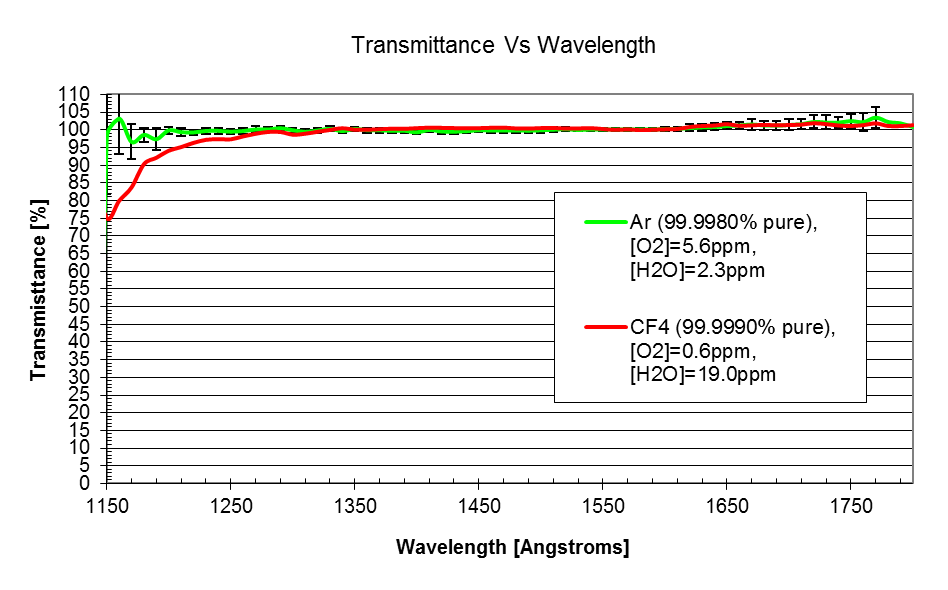 Transmittance Vs Wavelength
110
105
100
95
90
85
80
75
70
65
60
55
50
45
40
35
30
25
20
15
10
5
0
Transmisttance [%]
Ar (99.9980% pure),
[O2]=5.6ppm,
[H2O]=2.3ppm
CF4 (99.9990% pure),
[O2]=0.6ppm,
[H2O]=19.0ppm
1150 1250 1350 1450 1550 1650 1750
Wavelength [Angstroms]